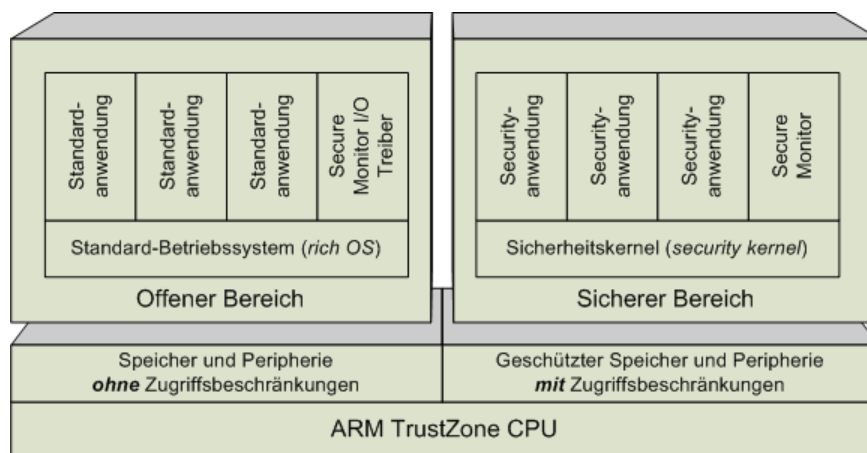 Standard-
anwendung
Standard-
anwendung
Standard-
anwendung
Secure
Monitor I/O
Treiber
Standard-Betriebssystem (rich OS)
Offener Bereich
Security-
anwendung
Security-
anwendung
Security-
anwendung
Secure
Monitor
Sicherheitskernel (security kernel)
Sicherer Bereich
Speicher und Peripherie
ohne Zugriffsbeschränkungen
Geschützter Speicher und Peripherie
mit Zugriffsbeschränkungen
ARM TrustZone CPU